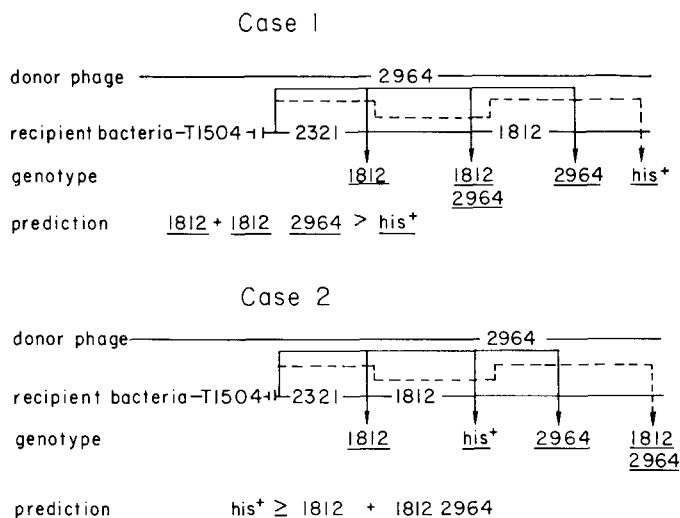 Case 1
donor phage 2964
recipient bacteria-T1504 2321 1812
genotype 1812 1812 2964 his+
2964
prediction 1812 + 1812 2964 > his+
Case 2
donor phage 2964
recipient bacteria-T1504 2321 1812
genotype 1812 his+ 2964 1812
2964
prediction his+ ≥ 1812 + 1812 2964